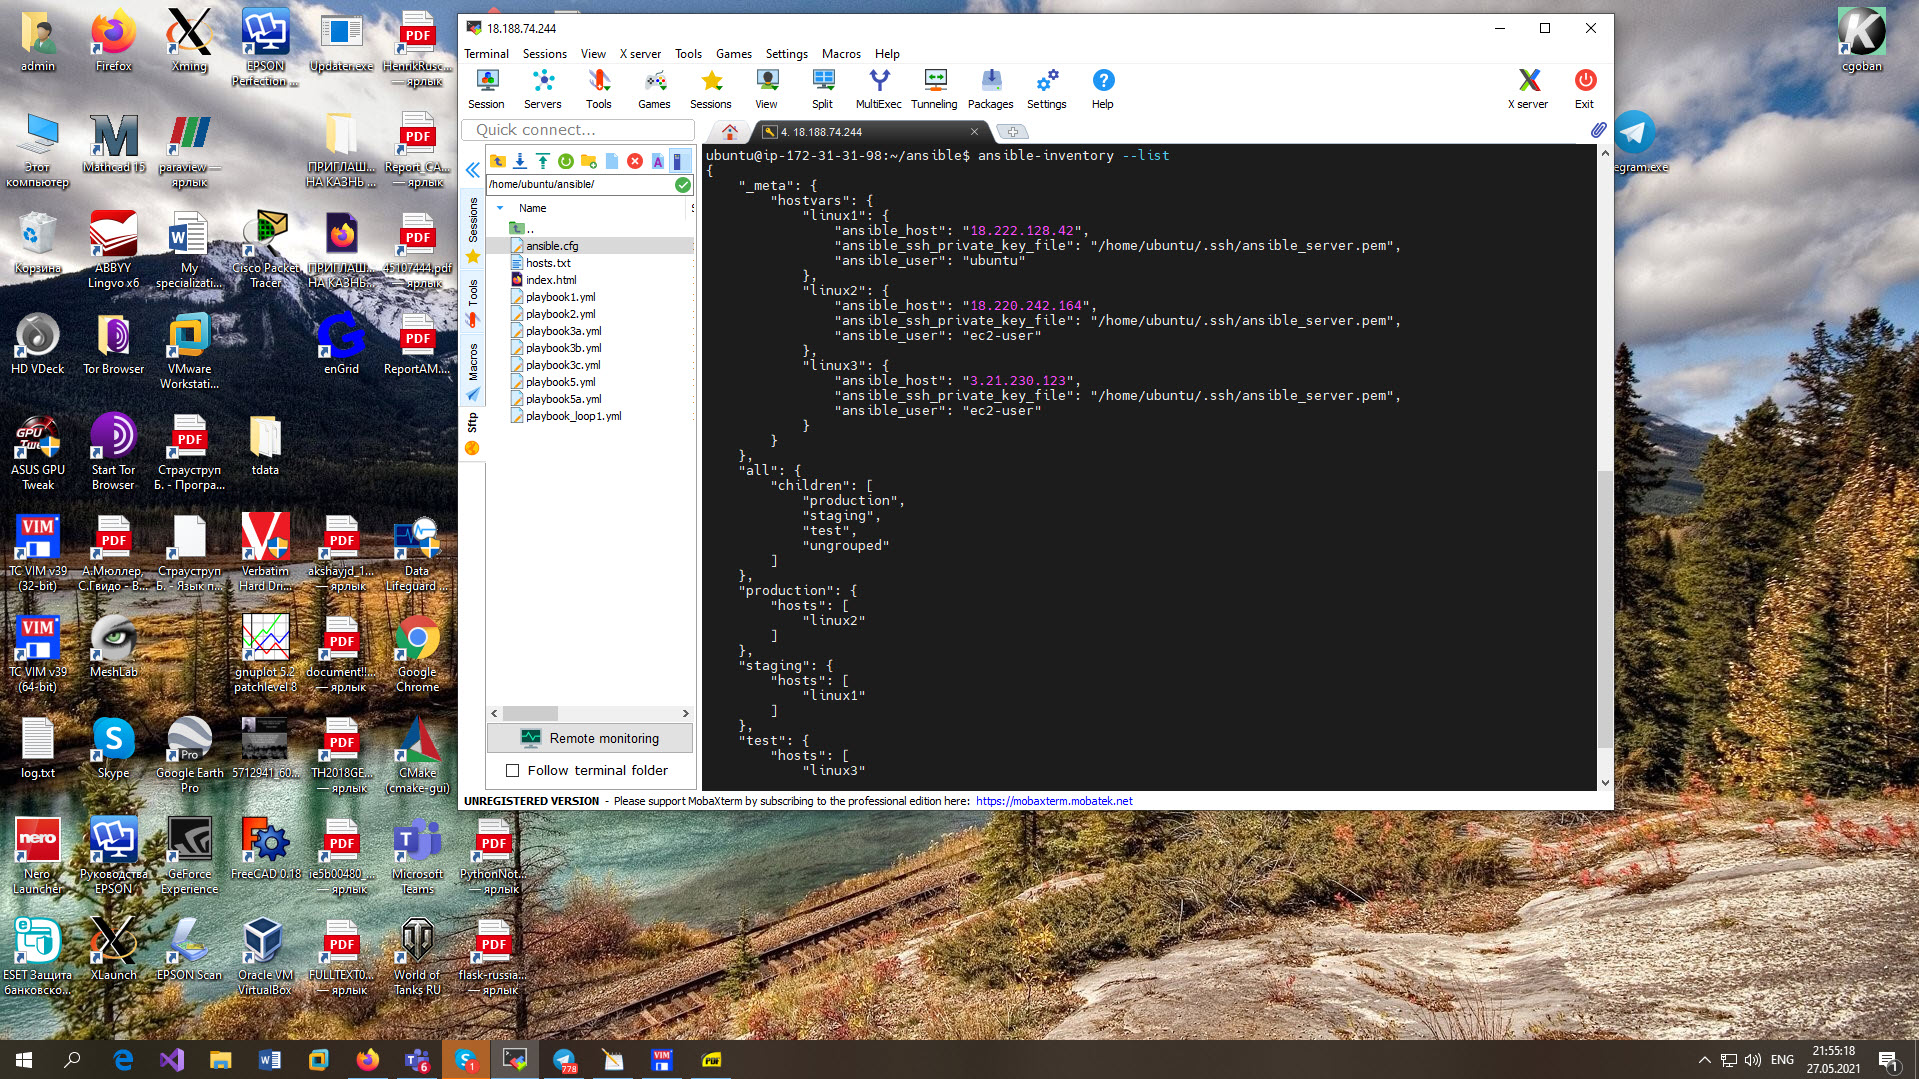 admin
Firefox
Xming
EPSON
Perfection ...
Updater.exe
HenrikRusc...
— ярлык
Этот
компьютер
Mathcad 15
paraview —
ярлык
ПРИГЛАШ...
НА КАЗНЬ ...
Report_CA...
— ярлык
Корзина
ABBYY
Lingvo x6
My
specializati...
Cisco Packet
Tracer
ПРИГЛАШ...
НА КАЗНЬ...
45107444.pdf
— ярлык
HD VDeck
Tor Browser
VMware
Workstati...
enGrid
ReportAM....
ASUS GPU
Tweak
Start Tor
Browser
Страуструп
Б. - Програ...
tdata
TC VIM v39
(32-bit)
А.Мюллер,
С.Гвидо - В...
Страуструп
Б. - Язык п...
Verbatim
Hard Dri...
akshayjd_1...
— ярлык
Data
Lifeguard ...
TC VIM v39
(64-bit)
MeshLab
gnuplot 5.2
patchlevel 8
document!!...
— ярлык
Google
Chrome
log.txt
Skype
Google Earth
Pro
5712941_60...
TH2018GE...
— ярлык
CMake
(cmake-gui)
Nero
Launcher
Руководства
EPSON
GeForce
Experience
FreeCAD 0.18
ie5b00480_...
— ярлык
Microsoft
Teams
PythonNot...
— ярлык
ESET Защита
банковско...
XLaunch
EPSON Scan
Oracle VM
VirtualBox
FULLTEXT0...
— ярлык
World of
Tanks RU
flask-russia...
— ярлык
cgoban
egram.exe
18.188.74.244
Terminal Sessions View X server Tools Games Settings Macros Help
Session Servers Tools Games Sessions View Split MultiExec Tunneling Packages Settings Help X server Exit
Quick connect...
4. 18.188.74.244
Sessions
Tools
Macros
Sftp
/home/ubuntu/ansible/
Name
..
ansible.cfg
hosts.txt
index.html
playbook1.yml
playbook2.yml
playbook3a.yml
playbook3b.yml
playbook3c.yml
playbook5.yml
playbook5a.yml
playbook_loop1.yml
Remote monitoring
Follow terminal folder
ubuntu@ip-172-31-31-98:~/ansible$ ansible-inventory --list
{
    "_meta": {
        "hostvars": {
            "linux1": {
                "ansible_host": "18.222.128.42",
                "ansible_ssh_private_key_file": "/home/ubuntu/.ssh/ansible_server.pem",
                "ansible_user": "ubuntu"
            },
            "linux2": {
                "ansible_host": "18.220.242.164",
                "ansible_ssh_private_key_file": "/home/ubuntu/.ssh/ansible_server.pem",
                "ansible_user": "ec2-user"
            },
            "linux3": {
                "ansible_host": "3.21.230.123",
                "ansible_ssh_private_key_file": "/home/ubuntu/.ssh/ansible_server.pem",
                "ansible_user": "ec2-user"
            }
        }
    },
    "all": {
        "children": [
            "production",
            "staging",
            "test",
            "ungrouped"
        ]
    },
    "production": {
        "hosts": [
            "linux2"
        ]
    },
    "staging": {
        "hosts": [
            "linux1"
        ]
    },
    "test": {
        "hosts": [
            "linux3"
UNREGISTERED VERSION - Please support MobaXterm by subscribing to the professional edition here: https://mobaxterm.mobatek.net
6
1
778
VIM
PDF
ENG
21:55:18
27.05.2021
1